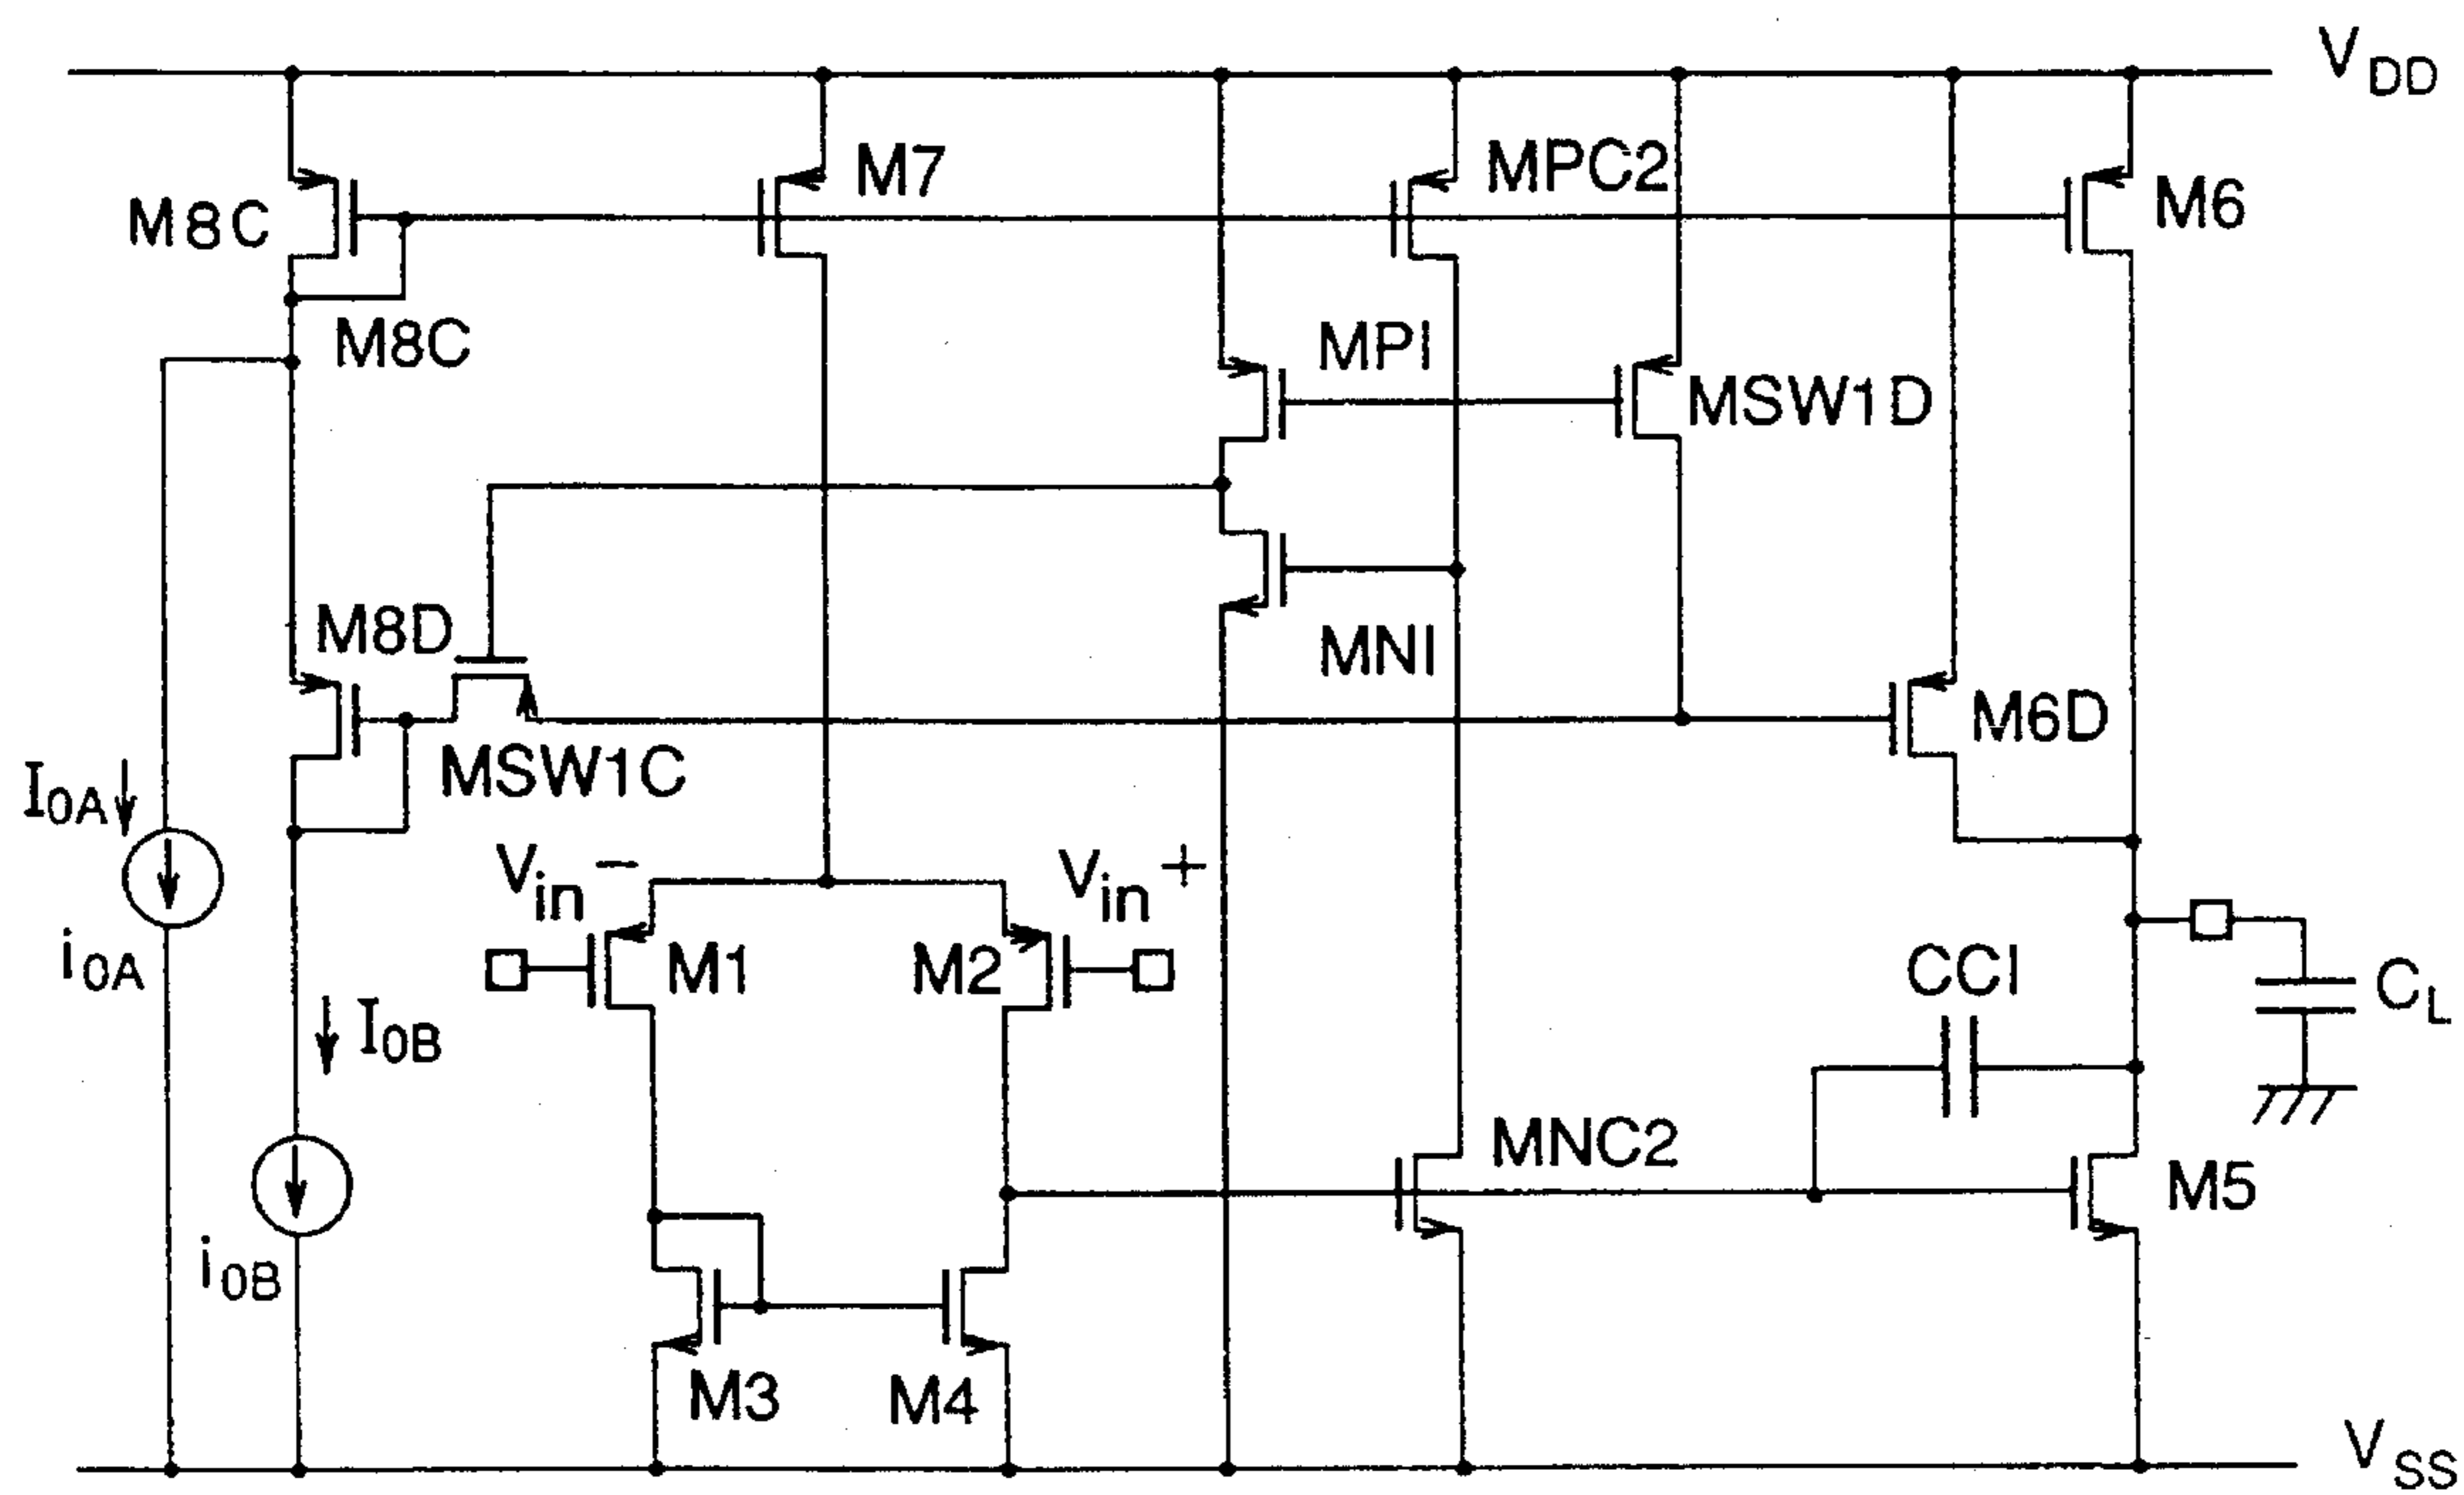 VDD
M7
MPC2
M8C
M6
M8C
MPI
MSW1D
M8D
MNI
M6D
MSW1C
I0A
Vin −
Vin +
i0A
M1
M2
CCI
CL
I0B
MNC2
M5
i0B
M3
M4
VSS